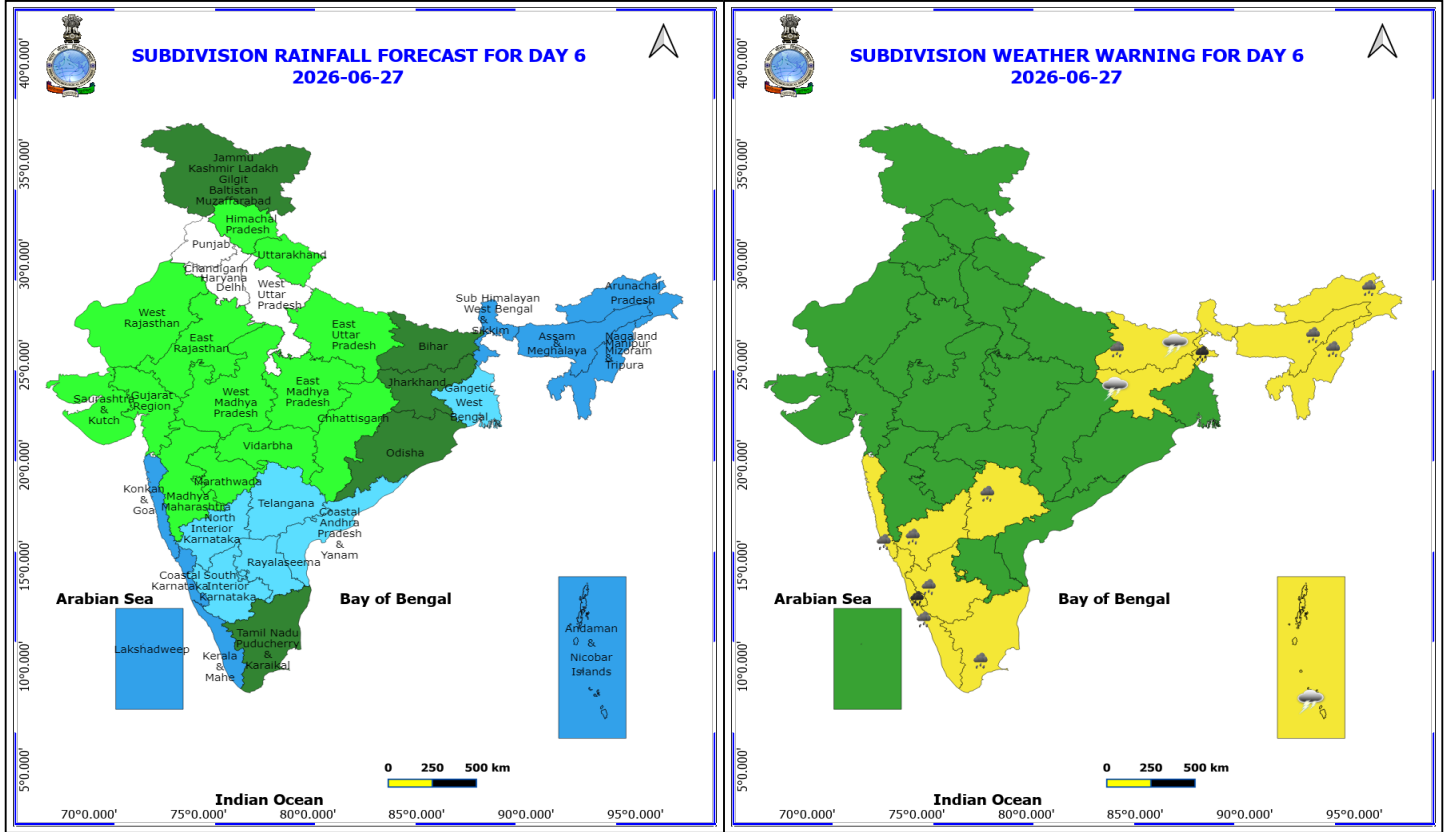 SUBDIVISION RAINFALL FORECAST FOR DAY 6
2026-06-27
40°0.000'
35°0.000'
30°0.000'
25°0.000'
20°0.000'
15°0.000'
10°0.000'
5°0.000'
Jammu
Kashmir Ladakh
Gilgit
Baltistan
Muzaffarabad
Himachal
Pradesh
Punjab
Uttarakhand
Chandigarh
Haryana
Delhi
West
Uttar
Pradesh
West
Rajasthan
East
Rajasthan
East
Uttar
Pradesh
Bihar
Sub Himalayan
West Bengal
&
Sikkim
Arunachal
Pradesh
Assam
&
Meghalaya
Nagaland
Manipur
Mizoram
&
Tripura
Jharkhand
Gangetic
West
Bengal
Saurashtra
&
Kutch
Gujarat
Region
West
Madhya
Pradesh
East
Madhya
Pradesh
Chhattisgarh
Vidarbha
Odisha
Konkan
&
Goa
Madhya
Maharashtra
Marathwada
Telangana
North
Interior
Karnataka
Coastal
Andhra
Pradesh
&
Yanam
Rayalaseema
Coastal
Karnataka
South
Interior
Karnataka
Arabian Sea
Bay of Bengal
Lakshadweep
Tamil Nadu
Puducherry
&
Karaikal
Kerala
&
Mahe
Andaman
&
Nicobar
Islands
0 250 500 km
Indian Ocean
70°0.000' 75°0.000' 80°0.000' 85°0.000' 90°0.000' 95°0.000'
SUBDIVISION WEATHER WARNING FOR DAY 6
2026-06-27
40°0.000'
35°0.000'
30°0.000'
25°0.000'
20°0.000'
15°0.000'
10°0.000'
5°0.000'
Arabian Sea
Bay of Bengal
0 250 500 km
Indian Ocean
70°0.000' 75°0.000' 80°0.000' 85°0.000' 90°0.000' 95°0.000'